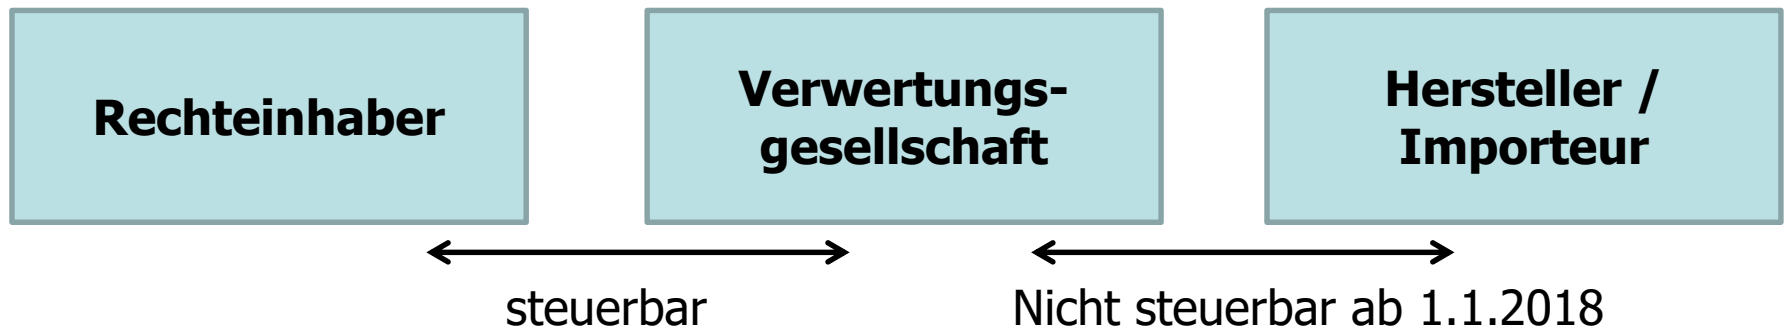 Rechteinhaber
Verwertungs-
gesellschaft
Hersteller /
Importeur
steuerbar
Nicht steuerbar ab 1.1.2018